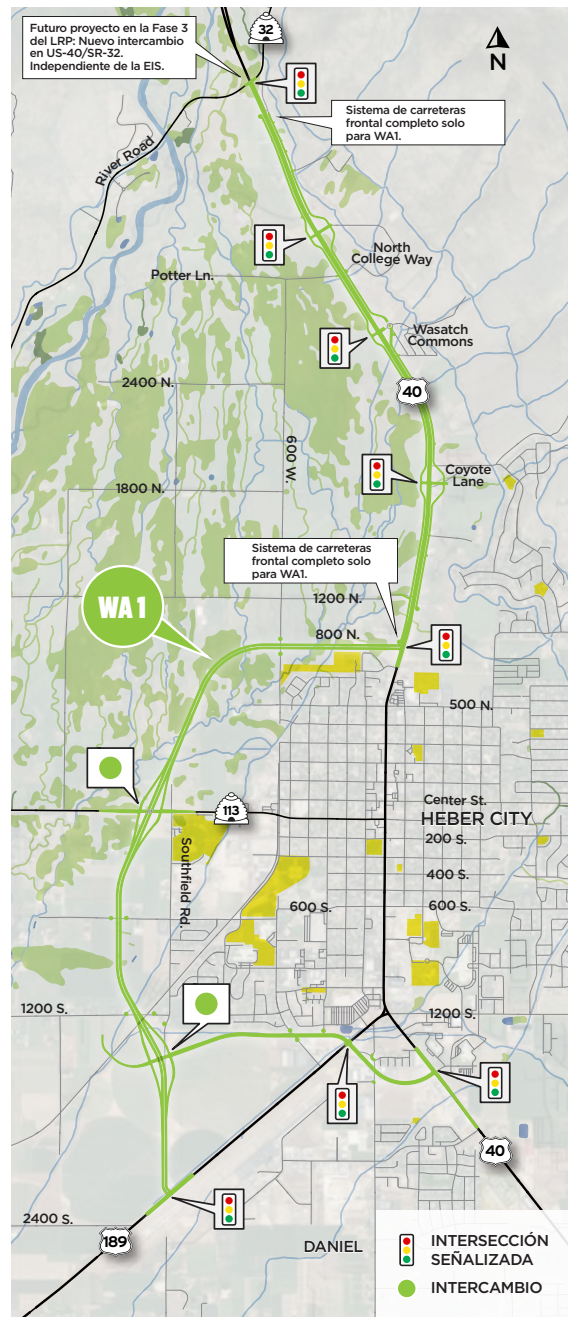 Futuro proyecto en la Fase 3
del LRP: Nuevo intercambio
en US-40/SR-32.
Independiente de la EIS.
32
N
Sistema de carreteras
frontal completo solo
para WA1.
River Road
North
College Way
Potter Ln.
Wasatch
Commons
2400 N.
40
600 W.
Coyote
Lane
1800 N.
Sistema de carreteras
frontal completo solo
para WA1.
1200 N.
WA1
800 N.
500 N.
Center St.
113
HEBER CITY
200 S.
Southfield Rd.
400 S.
600 S.
600 S.
1200 S.
1200 S.
40
2400 S.
189
DANIEL
INTERSECCIÓN
SEÑALIZADA
INTERCAMBIO